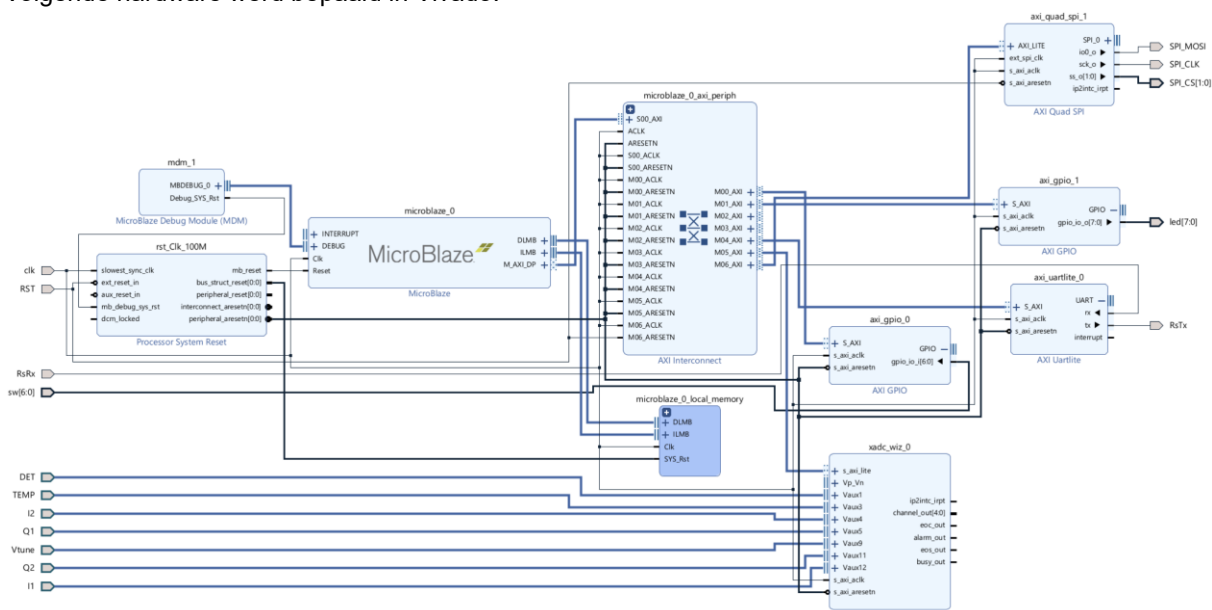 volgende hardware werd bepaald in Vivado:
axi_quad_spi_1
AXI_LITE
ext_spi_clk
s_axi_aclk
s_axi_aresetn
SPI_0
io0_o
sck_o
ss_o[1:0]
ip2intc_irpt
AXI Quad SPI
SPI_MOSI
SPI_CLK
SPI_CS[1:0]
microblaze_0_axi_periph
S00_AXI
ACLK
ARESETN
S00_ACLK
S00_ARESETN
M00_ACLK
M00_ARESETN
M01_ACLK
M01_ARESETN
M02_ACLK
M02_ARESETN
M03_ACLK
M03_ARESETN
M04_ACLK
M04_ARESETN
M05_ACLK
M05_ARESETN
M06_ACLK
M06_ARESETN
M00_AXI
M01_AXI
M02_AXI
M03_AXI
M04_AXI
M05_AXI
M06_AXI
AXI Interconnect
mdm_1
MBDEBUG_0
Debug_SYS_Rst
MicroBlaze Debug Module (MDM)
microblaze_0
INTERRUPT
DEBUG
Clk
Reset
MicroBlaze
DLMB
ILMB
M_AXI_DP
MicroBlaze
rst_Clk_100M
slowest_sync_clk
ext_reset_in
aux_reset_in
mb_debug_sys_rst
dcm_locked
mb_reset
bus_struct_reset[0:0]
peripheral_reset[0:0]
interconnect_aresetn[0:0]
peripheral_aresetn[0:0]
Processor System Reset
clk
RST
RsRx
sw[6:0]
axi_gpio_1
S_AXI
s_axi_aclk
s_axi_aresetn
GPIO
gpio_io_o[7:0]
AXI GPIO
led[7:0]
axi_uartlite_0
S_AXI
s_axi_aclk
s_axi_aresetn
UART
rx
tx
interrupt
AXI Uartlite
RsTx
axi_gpio_0
S_AXI
s_axi_aclk
s_axi_aresetn
GPIO
gpio_io_i[6:0]
AXI GPIO
microblaze_0_local_memory
DLMB
ILMB
Clk
SYS_Rst
DET
TEMP
I2
Q1
Vtune
Q2
I1
xadc_wiz_0
s_axi_lite
Vp_Vn
Vaux1
Vaux3
Vaux4
Vaux5
Vaux9
Vaux11
Vaux12
s_axi_aclk
s_axi_aresetn
ip2intc_irpt
channel_out[4:0]
eoc_out
alarm_out
eos_out
busy_out